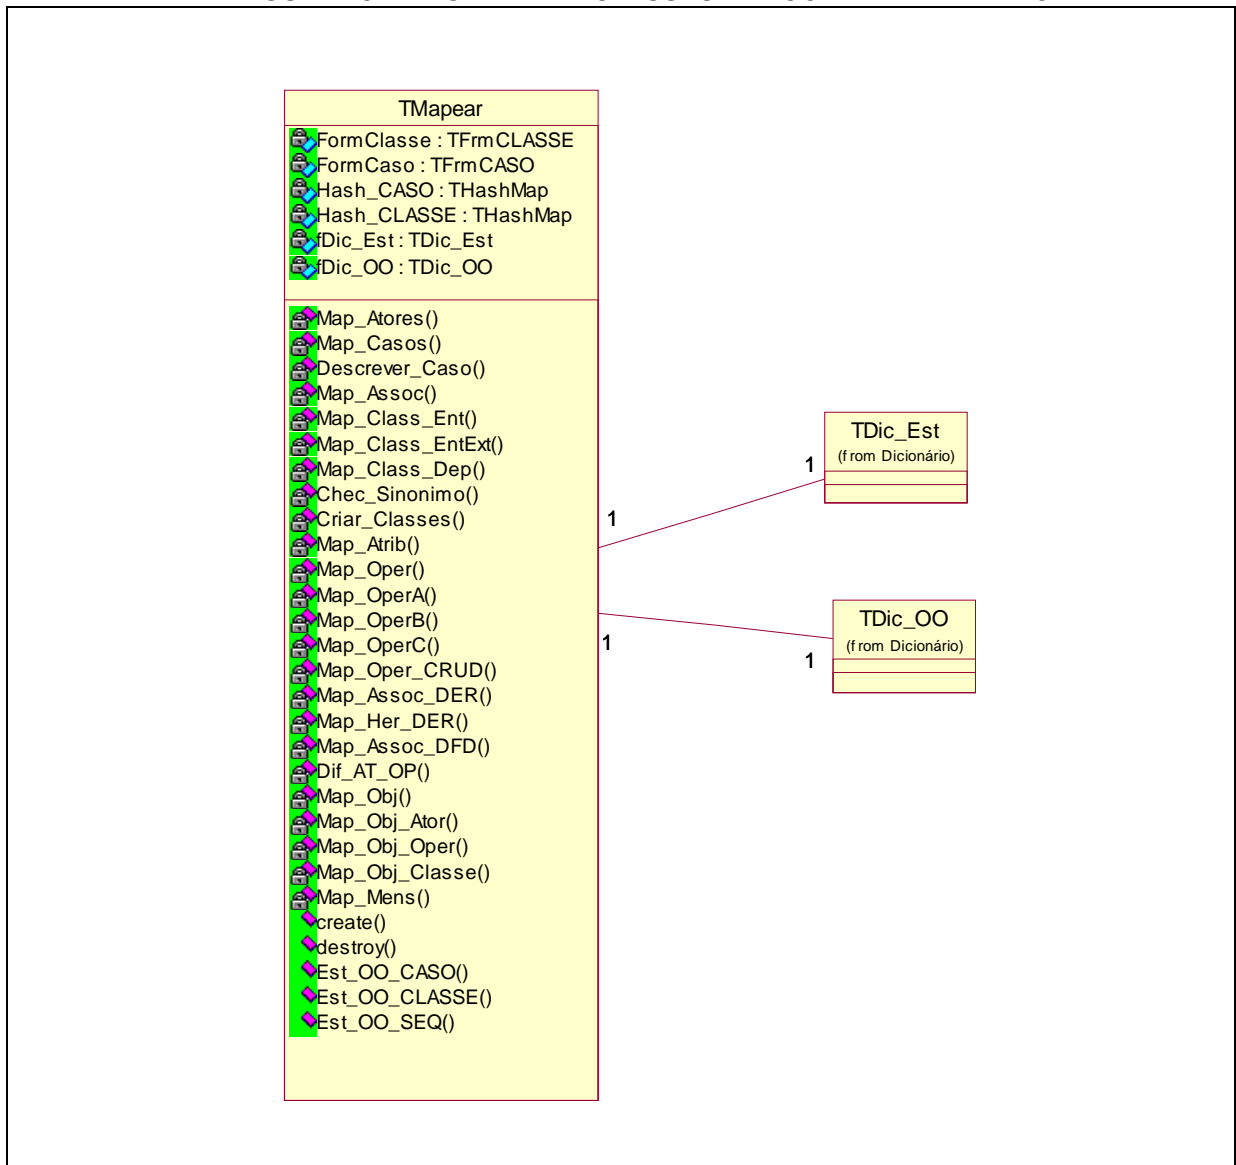 TMapear
FormClasse : TFrmCLASSE
FormCaso : TFrmCASO
Hash_CASO : THashMap
Hash_CLASSE : THashMap
fDic_Est : TDic_Est
fDic_OO : TDic_OO
Map_Atores()
Map_Casos()
Descrever_Caso()
Map_Assoc()
Map_Class_Ent()
Map_Class_EntExt()
Map_Class_Dep()
Chec_Sinonimo()
Criar_Classes()
Map_Atrib()
Map_Oper()
Map_OperA()
Map_OperB()
Map_OperC()
Map_Oper_CRUD()
Map_Assoc_DER()
Map_Her_DER()
Map_Assoc_DFD()
Dif_AT_OP()
Map_Obj()
Map_Obj_Ator()
Map_Obj_Oper()
Map_Obj_Classe()
Map_Mens()
create()
destroy()
Est_OO_CASO()
Est_OO_CLASSE()
Est_OO_SEQ()
TDic_Est
(from Dicionário)
1
1
TDic_OO
(from Dicionário)
1
1